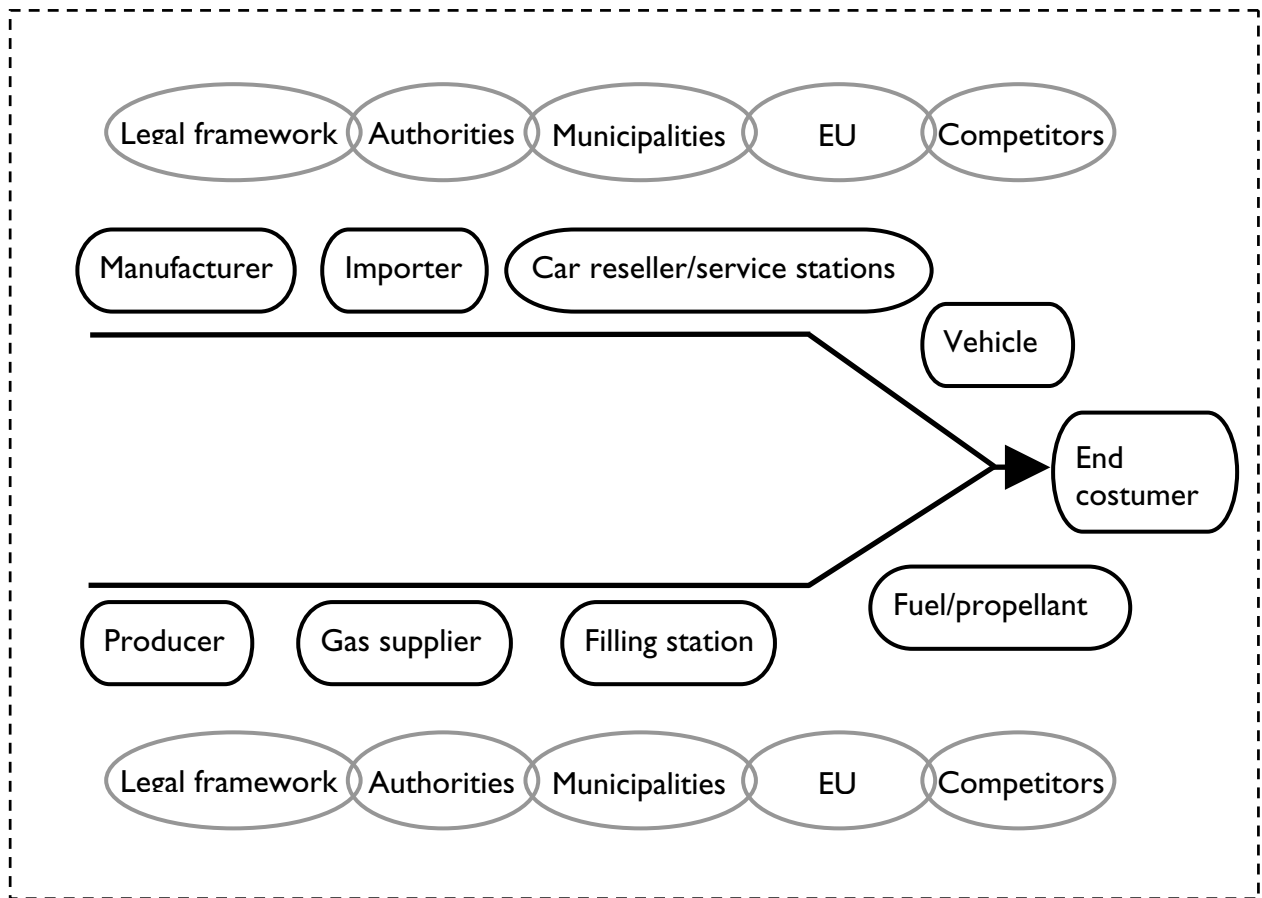 Legal framework
Authorities
Municipalities
EU
Competitors
Manufacturer
Importer
Car reseller/service stations
Vehicle
End
costumer
Fuel/propellant
Producer
Gas supplier
Filling station
Legal framework
Authorities
Municipalities
EU
Competitors